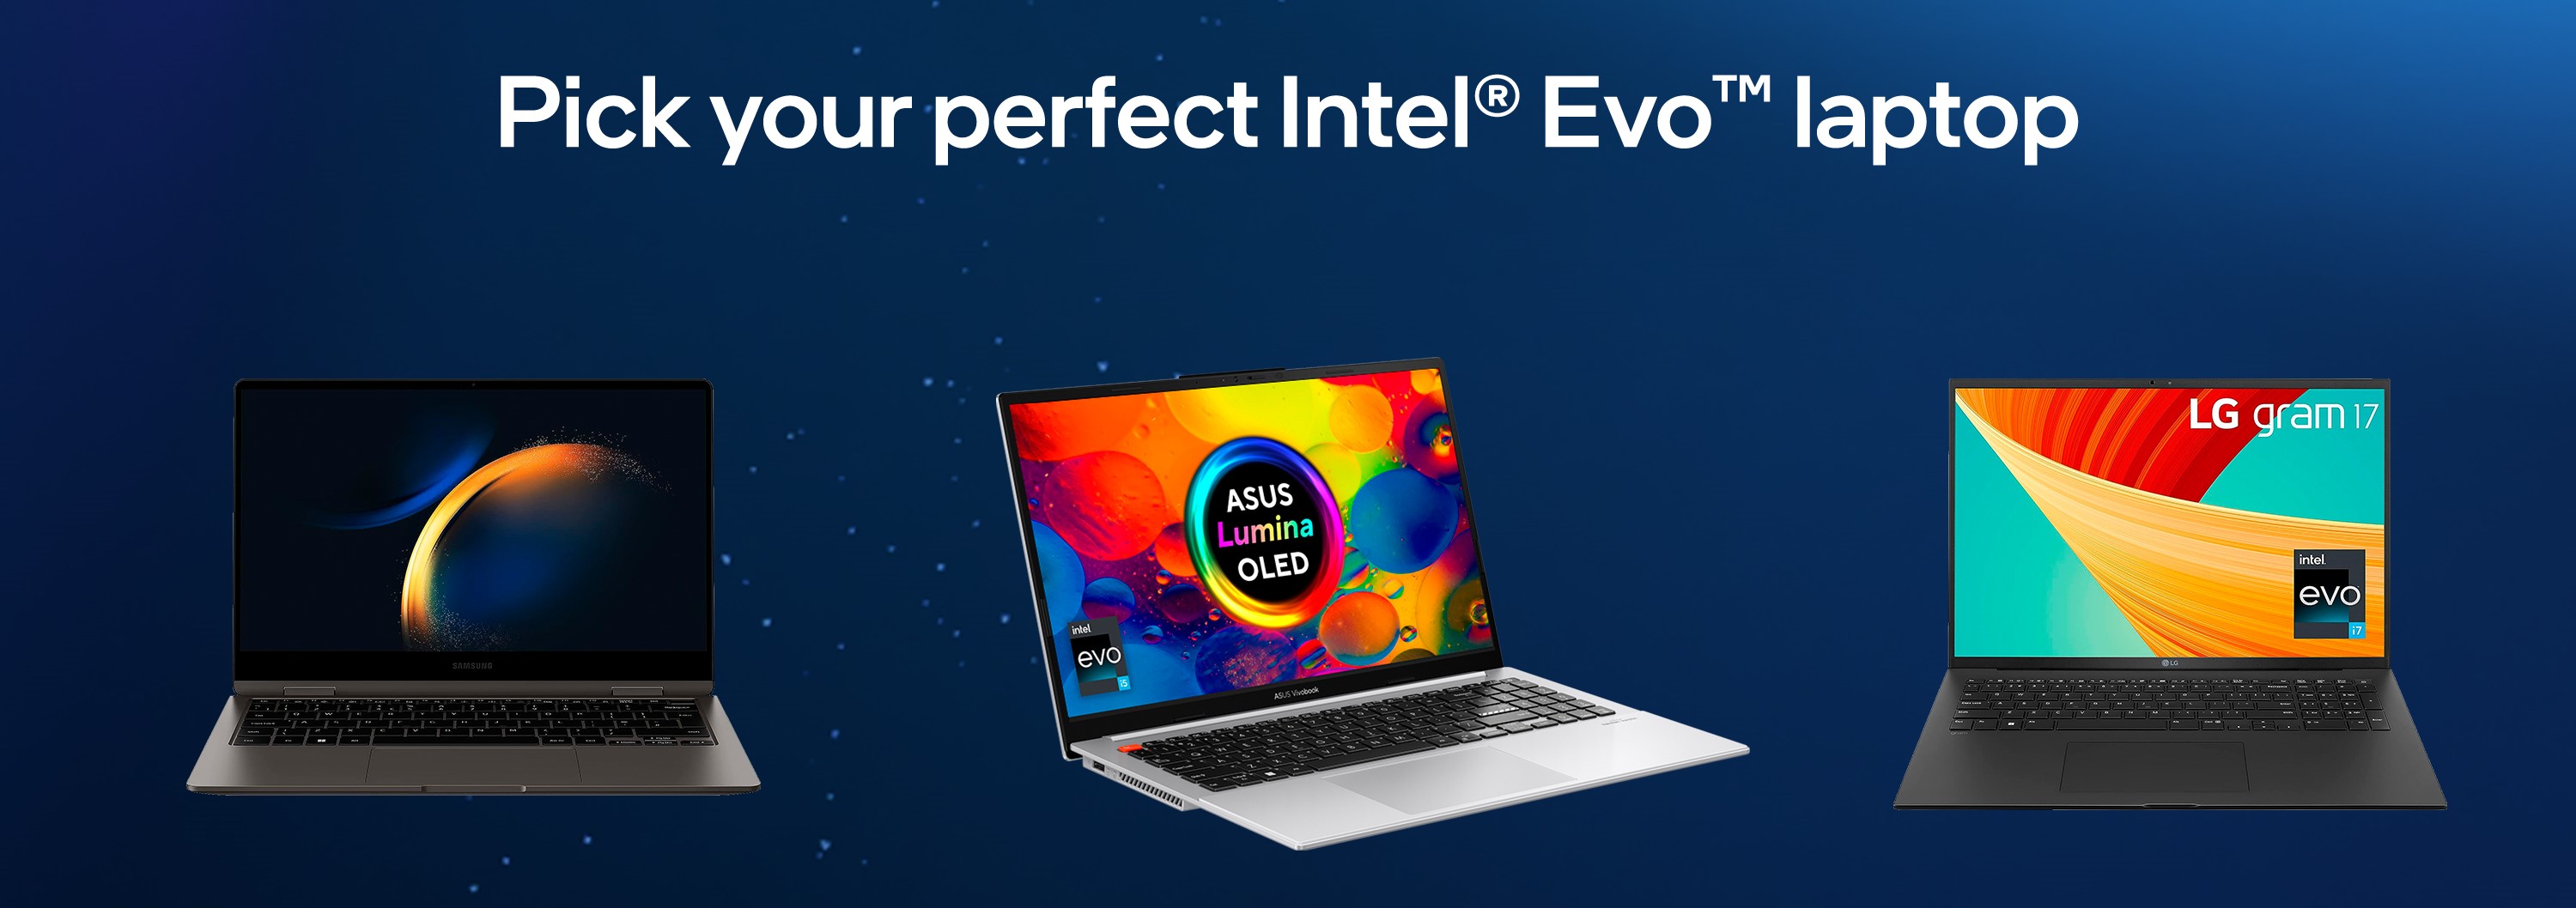 Pick your perfect Intel® Evo™ laptop
SAMSUNG
ASUS
Lumina
OLED
intel.
evo
i5
ASUS Vivobook
LG gram 17
intel.
evo
i7
LG